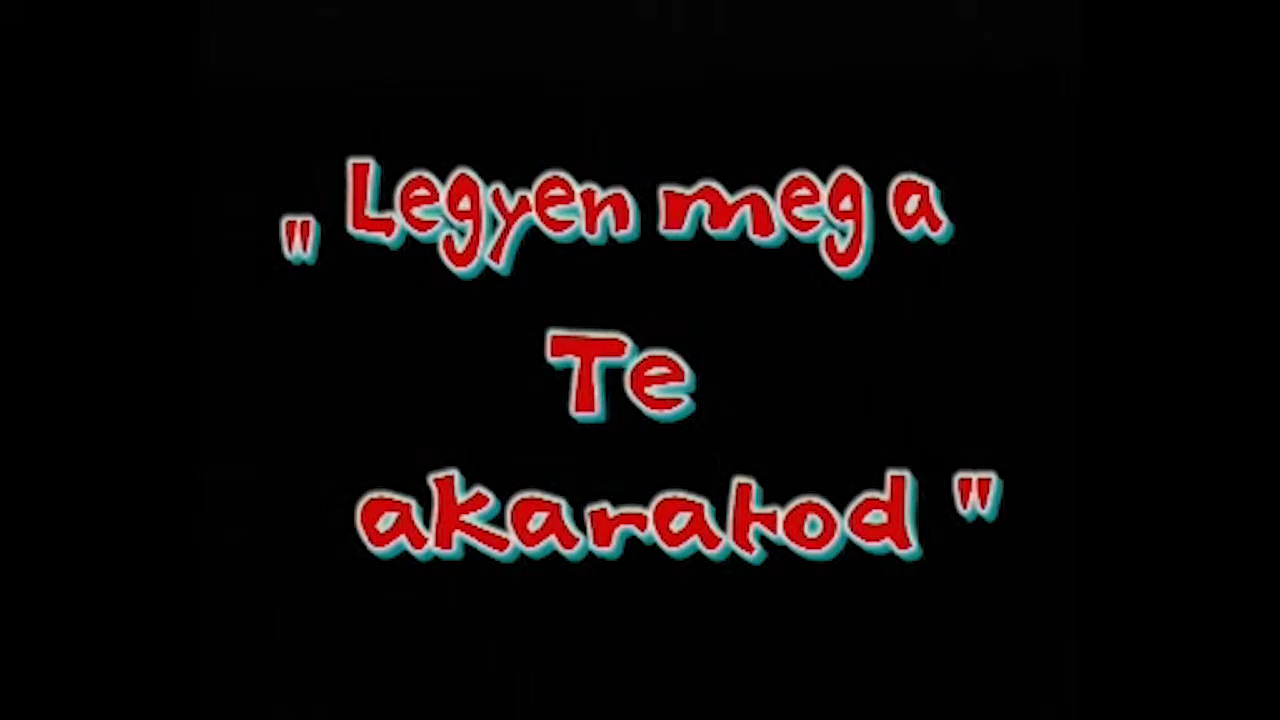 „ Legyen meg a
Te
akaratod "